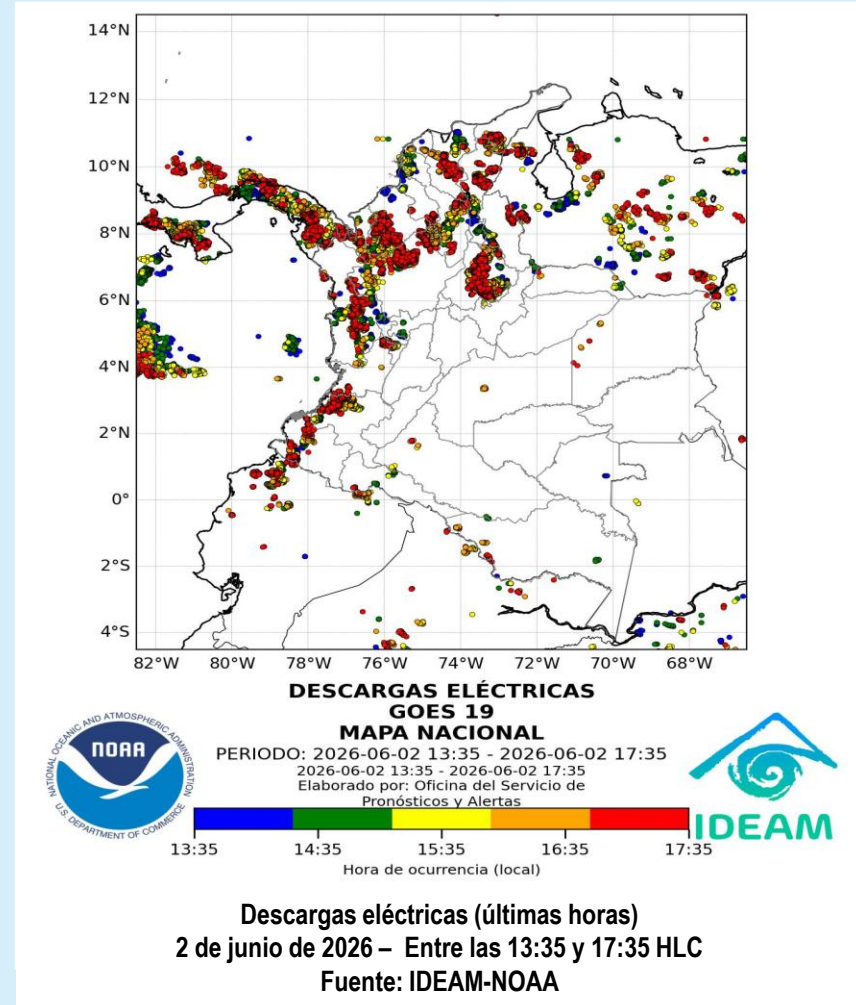 14°N
12°N
10°N
8°N
6°N
4°N
2°N
0°
2°S
4°S
82°W 80°W 78°W 76°W 74°W 72°W 70°W 68°W
DESCARGAS ELÉCTRICAS
GOES 19
MAPA NACIONAL
PERIODO: 2026-06-02 13:35 - 2026-06-02 17:35
2026-06-02 13:35 - 2026-06-02 17:35
Elaborado por: Oficina del Servicio de
Pronósticos y Alertas
NATIONAL OCEANIC AND ATMOSPHERIC ADMINISTRATION
NOAA
U.S. DEPARTMENT OF COMMERCE
IDEAM
13:35 14:35 15:35 16:35 17:35
Hora de ocurrencia (local)
Descargas eléctricas (últimas horas)
2 de junio de 2026 – Entre las 13:35 y 17:35 HLC
Fuente: IDEAM-NOAA